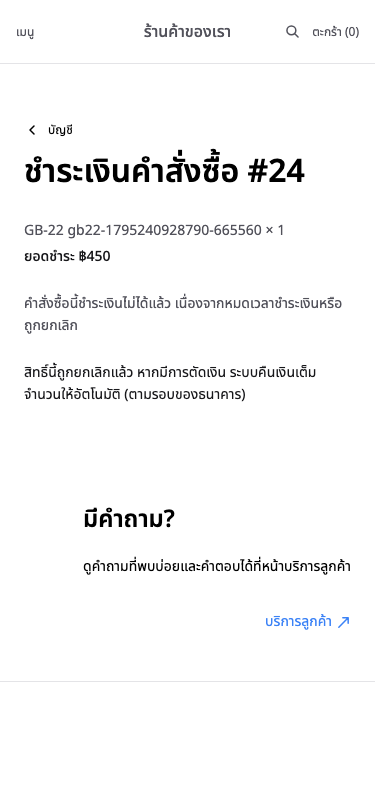 เมนู
ร้านค้าของเรา
ตะกร้า (0)
บัญชี
ชำระเงินคำสั่งซื้อ #24
GB-22 gb22-1795240928790-665560 × 1
ยอดชำระ ฿450
คำสั่งซื้อนี้ชำระเงินไม่ได้แล้ว เนื่องจากหมดเวลาชำระเงินหรือ
ถูกยกเลิก
สิทธิ์นี้ถูกยกเลิกแล้ว หากมีการตัดเงิน ระบบคืนเงินเต็ม
จำนวนให้อัตโนมัติ (ตามรอบของธนาคาร)
มีคำถาม?
ดูคำถามที่พบบ่อยและคำตอบได้ที่หน้าบริการลูกค้า
บริการลูกค้า